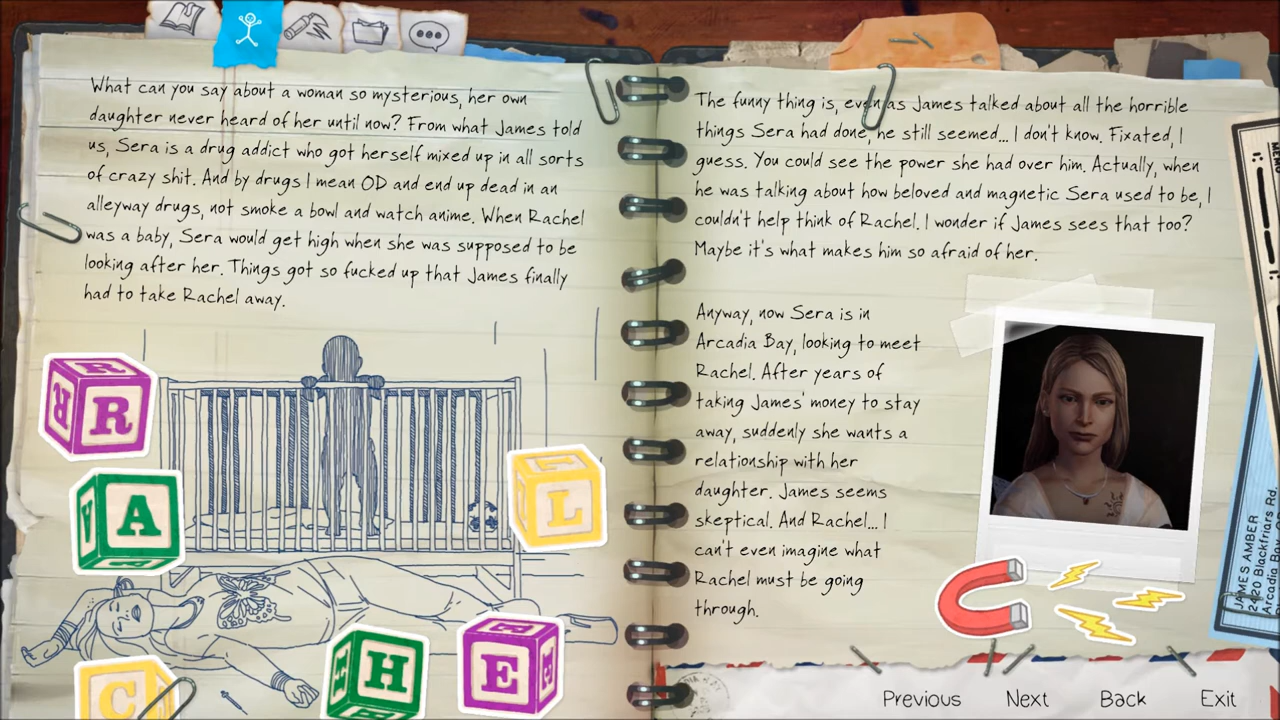 What can you say about a woman so mysterious, her own
daughter never heard of her until now? From what James told
us, Sera is a drug addict who got herself mixed up in all sorts
of crazy shit. And by drugs I mean OD and end up dead in an
alleyway drugs, not smoke a bowl and watch anime. When Rachel
was a baby, Sera would get high when she was supposed to be
looking after her. Things got so fucked up that James finally
had to take Rachel away.
R
R
A
A
L
L
C
H
H
H
E
E
E
The funny thing is, even as James talked about all the horrible
things Sera had done, he still seemed... I don't know. Fixated, I
guess. You could see the power she had over him. Actually, when
he was talking about how beloved and magnetic Sera used to be, I
couldn't help think of Rachel. I wonder if James sees that too?
Maybe it's what makes him so afraid of her.
Anyway, now Sera is in
Arcadia Bay, looking to meet
Rachel. After years of
taking James' money to stay
away, suddenly she wants a
relationship with her
daughter. James seems
skeptical. And Rachel... I
can't even imagine what
Rachel must be going
through.
JAMES AMBER
2420 Blackfriars Rd.
Arcadia Bay
Previous
Next
Back
Exit